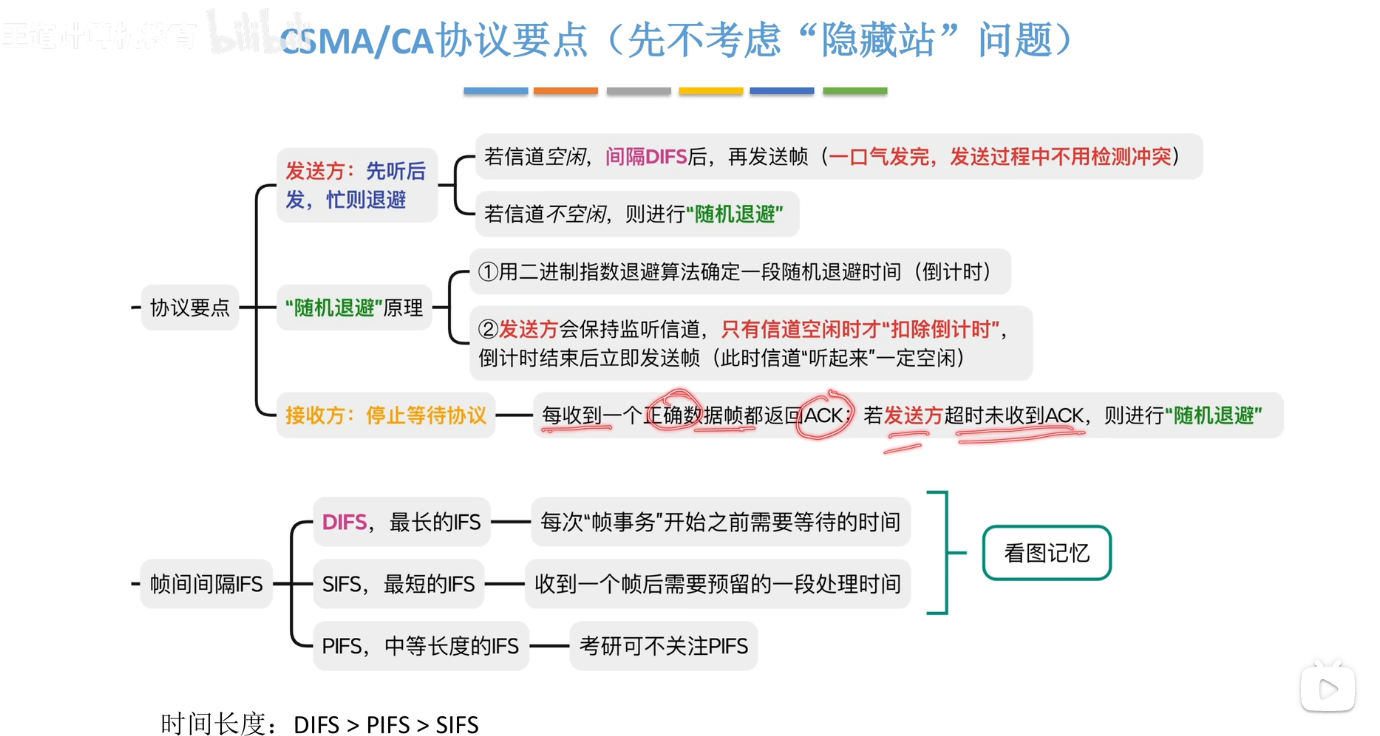 王道计算机教育 bilibili
CSMA/CA协议要点（先不考虑“隐藏站”问题）
协议要点
发送方：先听后
发，忙则退避
若信道空闲，间隔DIFS后，再发送帧（一口气发完，发送过程中不用检测冲突）
若信道不空闲，则进行“随机退避”
“随机退避”原理
①用二进制指数退避算法确定一段随机退避时间（倒计时）
②发送方会保持监听信道，只有信道空闲时才“扣除倒计时”，
倒计时结束后立即发送帧（此时信道“听起来”一定空闲）
接收方：停止等待协议
每收到一个正确数据帧都返回ACK；若发送方超时未收到ACK，则进行“随机退避”
帧间间隔IFS
DIFS，最长的IFS
每次“帧事务”开始之前需要等待的时间
SIFS，最短的IFS
收到一个帧后需要预留的一段处理时间
PIFS，中等长度的IFS
考研可不关注PIFS
看图记忆
时间长度：DIFS > PIFS > SIFS